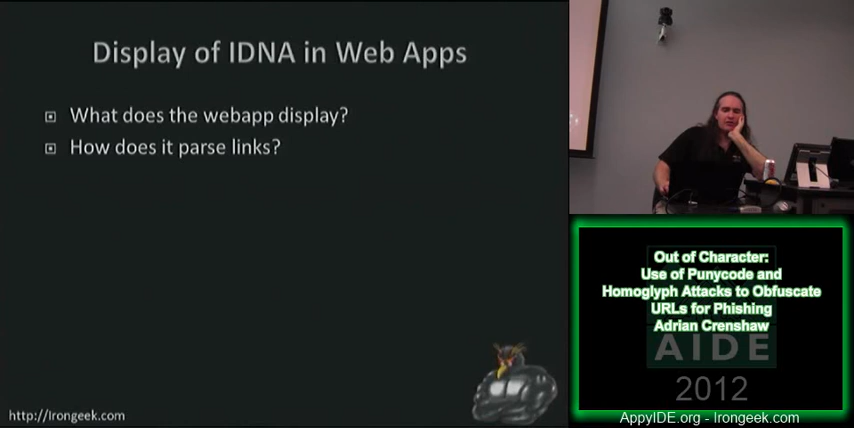 Display of IDNA in Web Apps
What does the webapp display?
How does it parse links?
http://Irongeek.com
Out of Character:
Use of Punycode and
Homoglyph Attacks to Obfuscate
URLs for Phishing
Adrian Crenshaw
AIDE
2012
AppyIDE.org - Irongeek.com